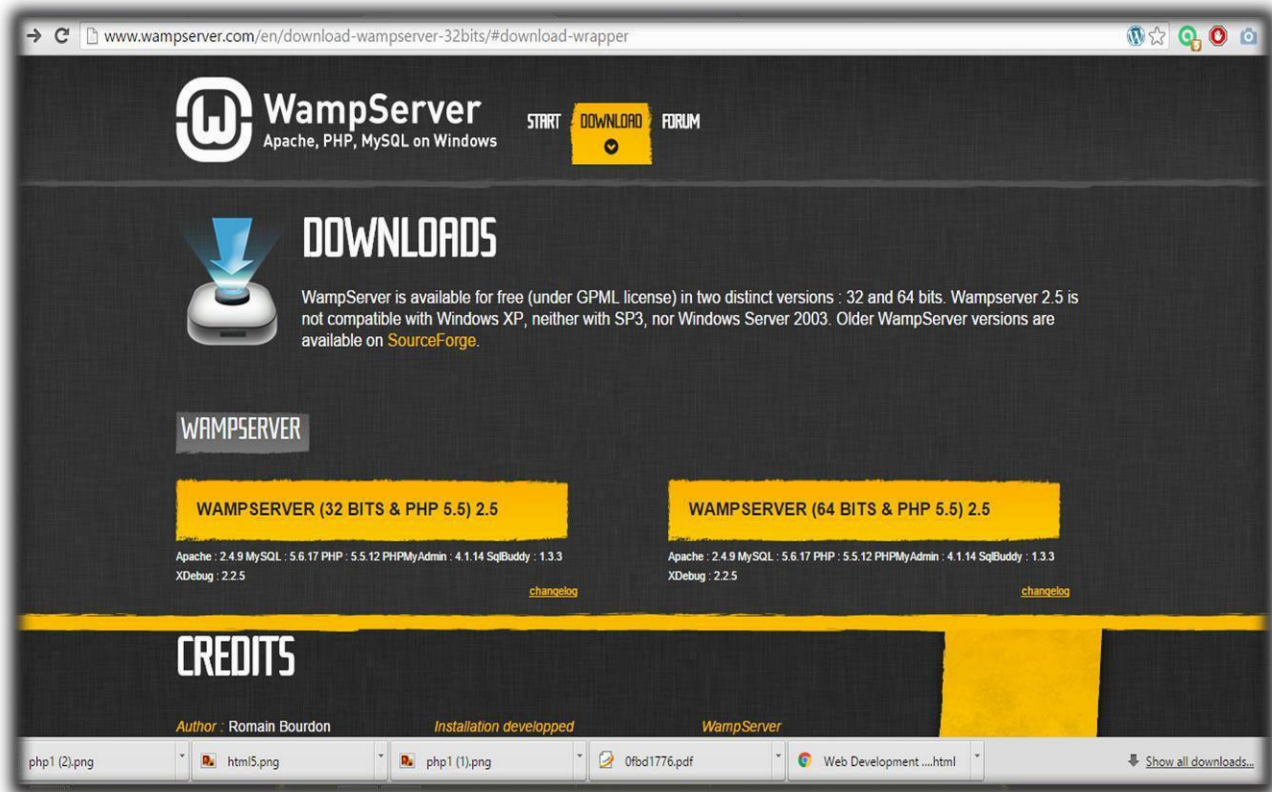 www.wampserver.com/en/download-wampserver-32bits/#download-wrapper
5
W
WampServer
Apache, PHP, MySQL on Windows
START
DOWNLOAD
FORUM
DOWNLOADS
WampServer is available for free (under GPML license) in two distinct versions : 32 and 64 bits. Wampserver 2.5 is
not compatible with Windows XP, neither with SP3, nor Windows Server 2003. Older WampServer versions are
available on SourceForge.
WAMPSERVER
WAMPSERVER (32 BITS & PHP 5.5) 2.5
Apache : 2.4.9 MySQL : 5.6.17 PHP : 5.5.12 PHPMyAdmin : 4.1.14 SqlBuddy : 1.3.3
XDebug : 2.2.5
changelog
WAMPSERVER (64 BITS & PHP 5.5) 2.5
Apache : 2.4.9 MySQL : 5.6.17 PHP : 5.5.12 PHPMyAdmin : 4.1.14 SqlBuddy : 1.3.3
XDebug : 2.2.5
changelog
CREDITS
Author : Romain Bourdon
Installation developped
WampServer
php1 (2).png
html5.png
php1 (1).png
0fbd1776.pdf
Web Development ....html
Show all downloads...